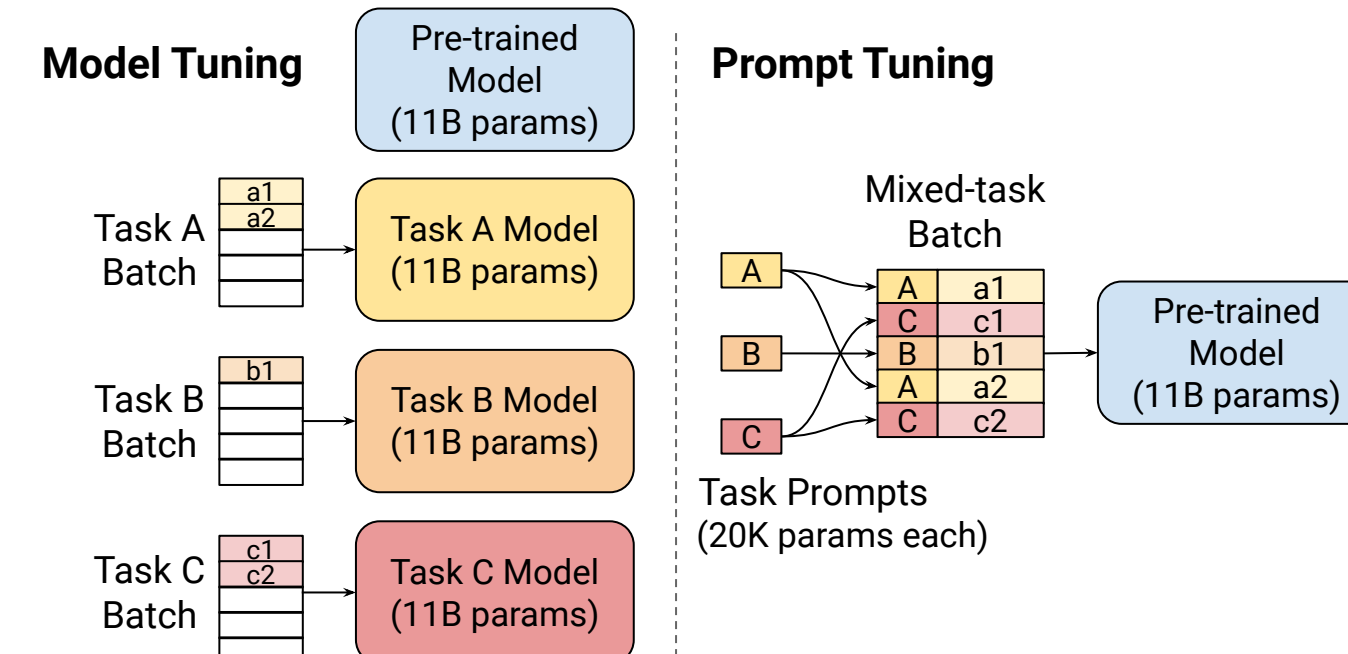 Model Tuning
Pre-trained
Model
(11B params)
a1
a2
Task A
Batch
Task A Model
(11B params)
b1
Task B
Batch
Task B Model
(11B params)
c1
c2
Task C
Batch
Task C Model
(11B params)
Prompt Tuning
Mixed-task
Batch
A
B
C
A a1
C c1
B b1
A a2
C c2
Pre-trained
Model
(11B params)
Task Prompts
(20K params each)